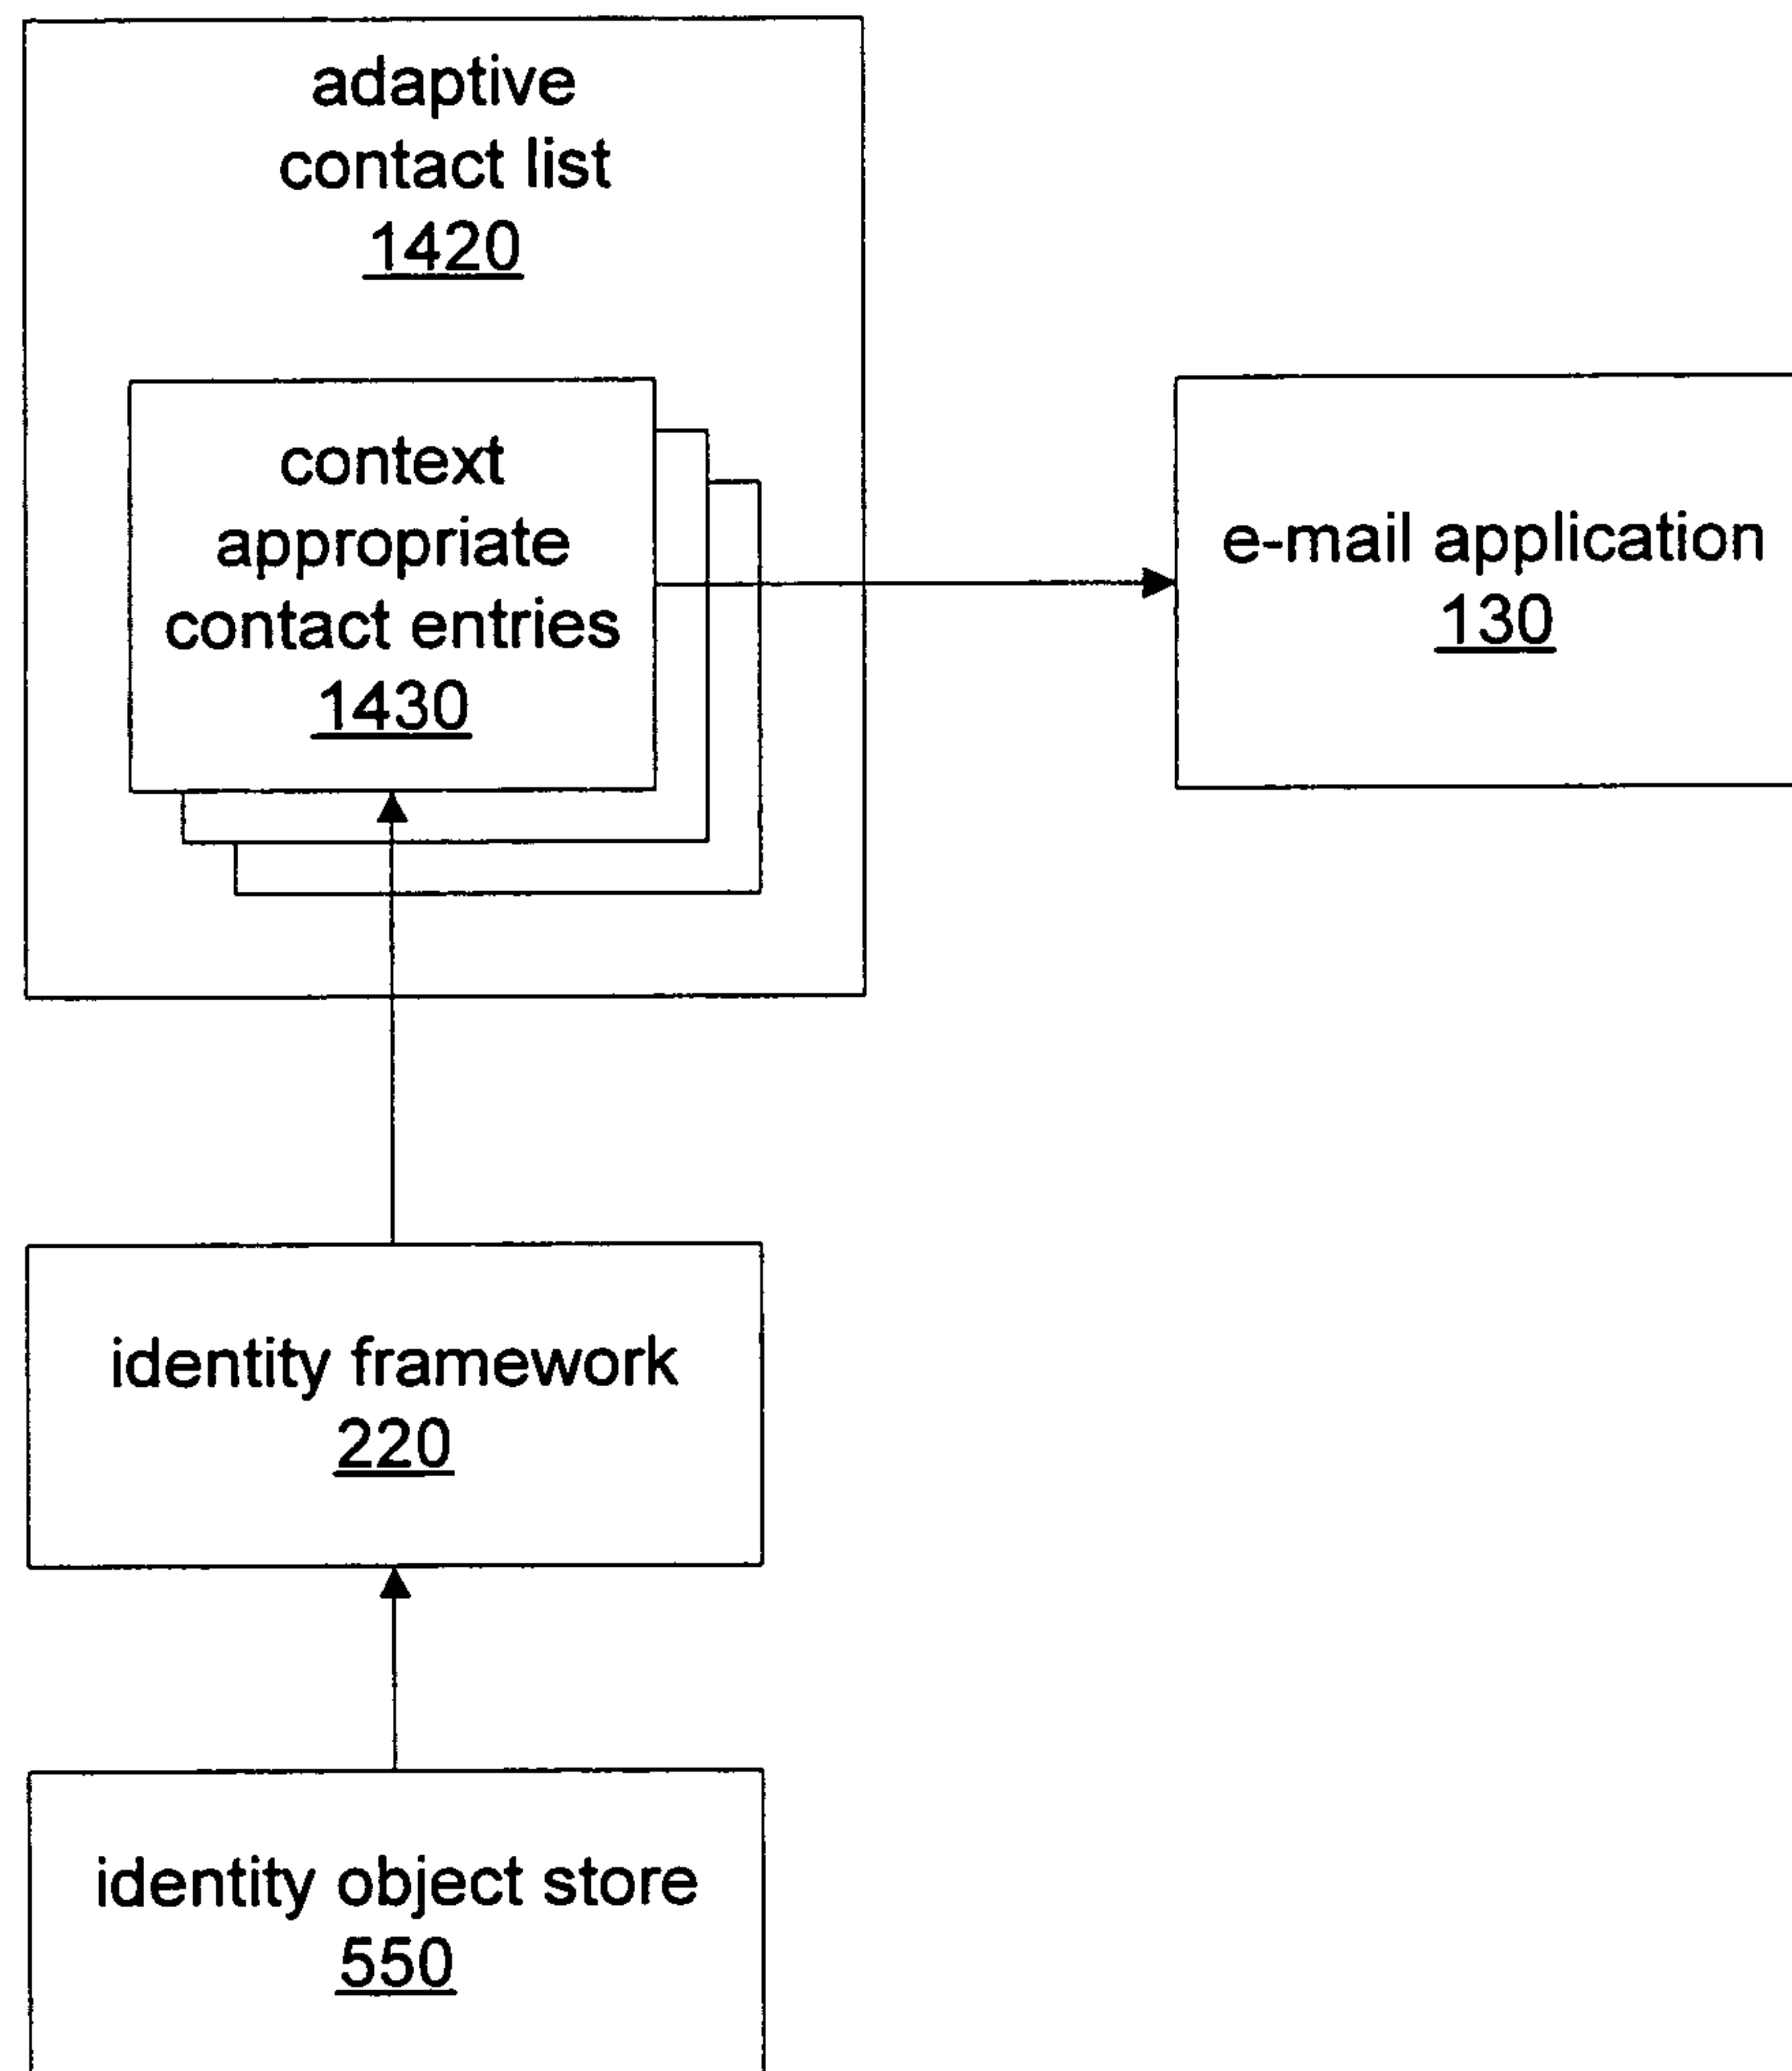 adaptive
contact list
1420
context
appropriate
contact entries
1430
e-mail application
130
identity framework
220
identity object store
550